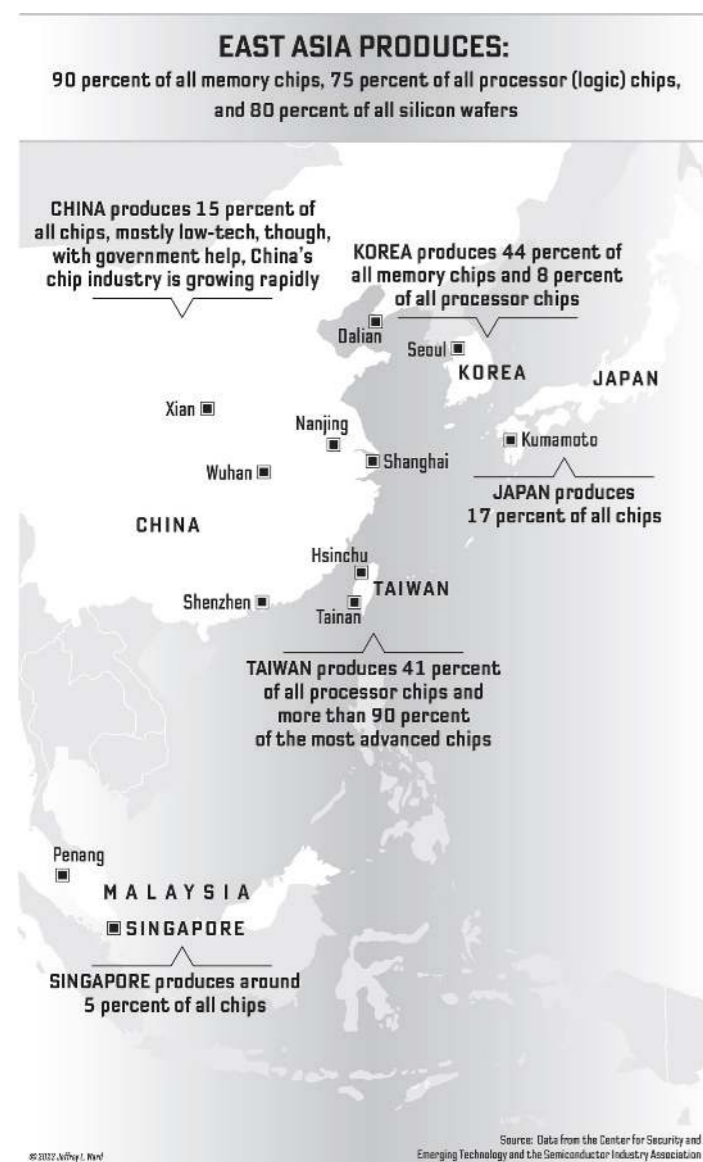 EAST ASIA PRODUCES:
90 percent of all memory chips, 75 percent of all processor (logic) chips,
and 80 percent of all silicon wafers
CHINA produces 15 percent of
all chips, mostly low-tech, though,
with government help, China's
chip industry is growing rapidly
KOREA produces 44 percent of
all memory chips and 8 percent
of all processor chips
Dalian
Seoul
KOREA
JAPAN
Xian
Nanjing
Kumamoto
Shanghai
Wuhan
JAPAN produces
17 percent of all chips
CHINA
Hsinchu
TAIWAN
Shenzhen
Tainan
TAIWAN produces 41 percent
of all processor chips and
more than 90 percent
of the most advanced chips
Penang
MALAYSIA
SINGAPORE
SINGAPORE produces around
5 percent of all chips
Source: Data from the Center for Security and
Emerging Technology and the Semiconductor Industry Association
© 2022 Jeffrey L. Ward